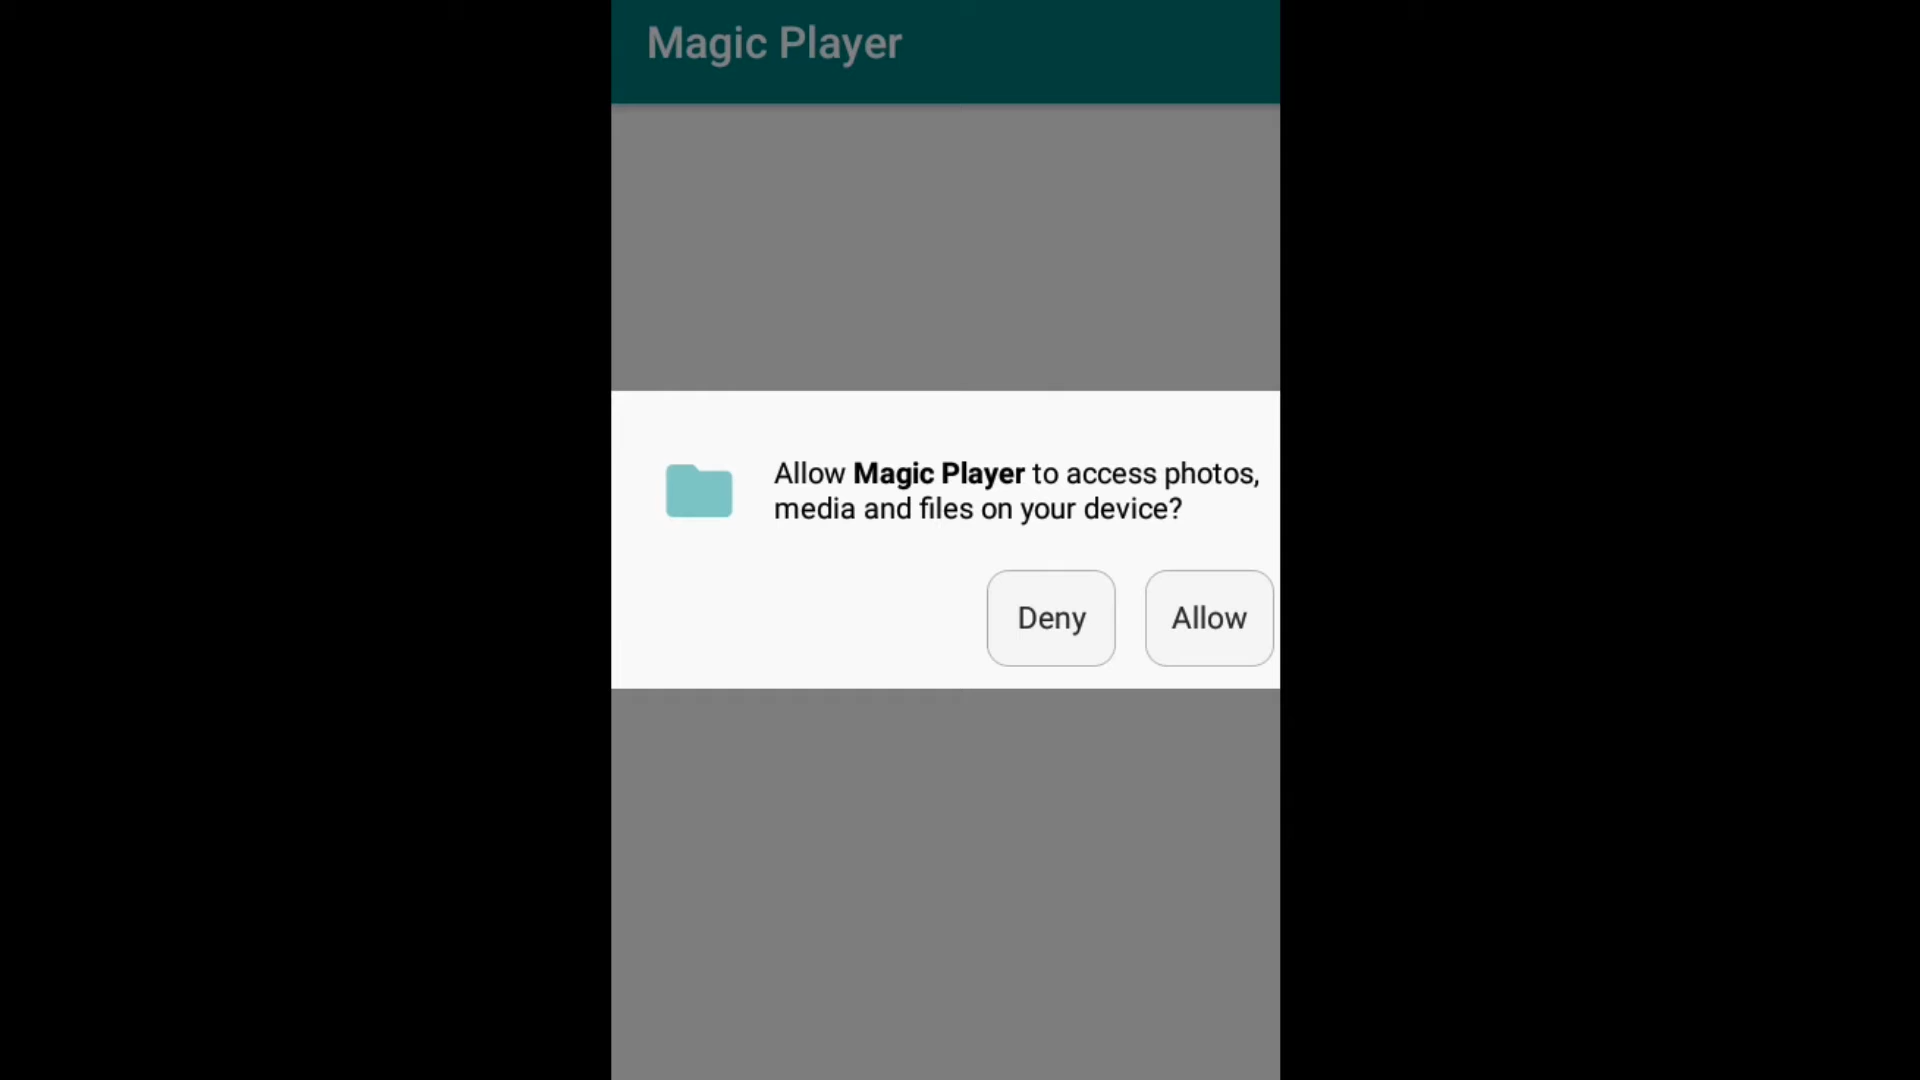 Magic Player
Allow Magic Player to access photos,
media and files on your device?
Deny
Allow